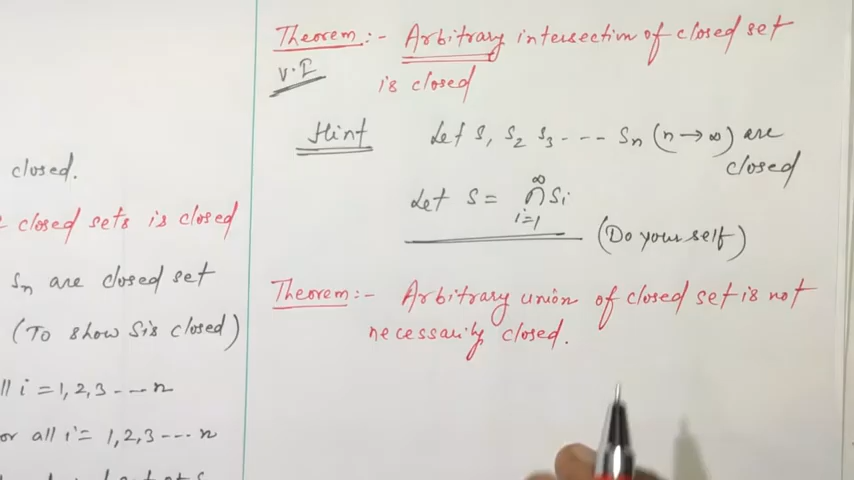 closed.
closed sets is closed
Sn are closed set
(To show S is closed)
i = 1, 2, 3 --- n
for all i = 1, 2, 3 ---- n
Theorem :- Arbitrary intersection of closed set
V.I
is closed
Hint Let S1 S2 S3 --- Sn (n → ∞) are
closed
Let S = ∞ ∩ i=1 Si
(Do your self)
Theorem :- Arbitrary union of closed set is not
necessarily closed.